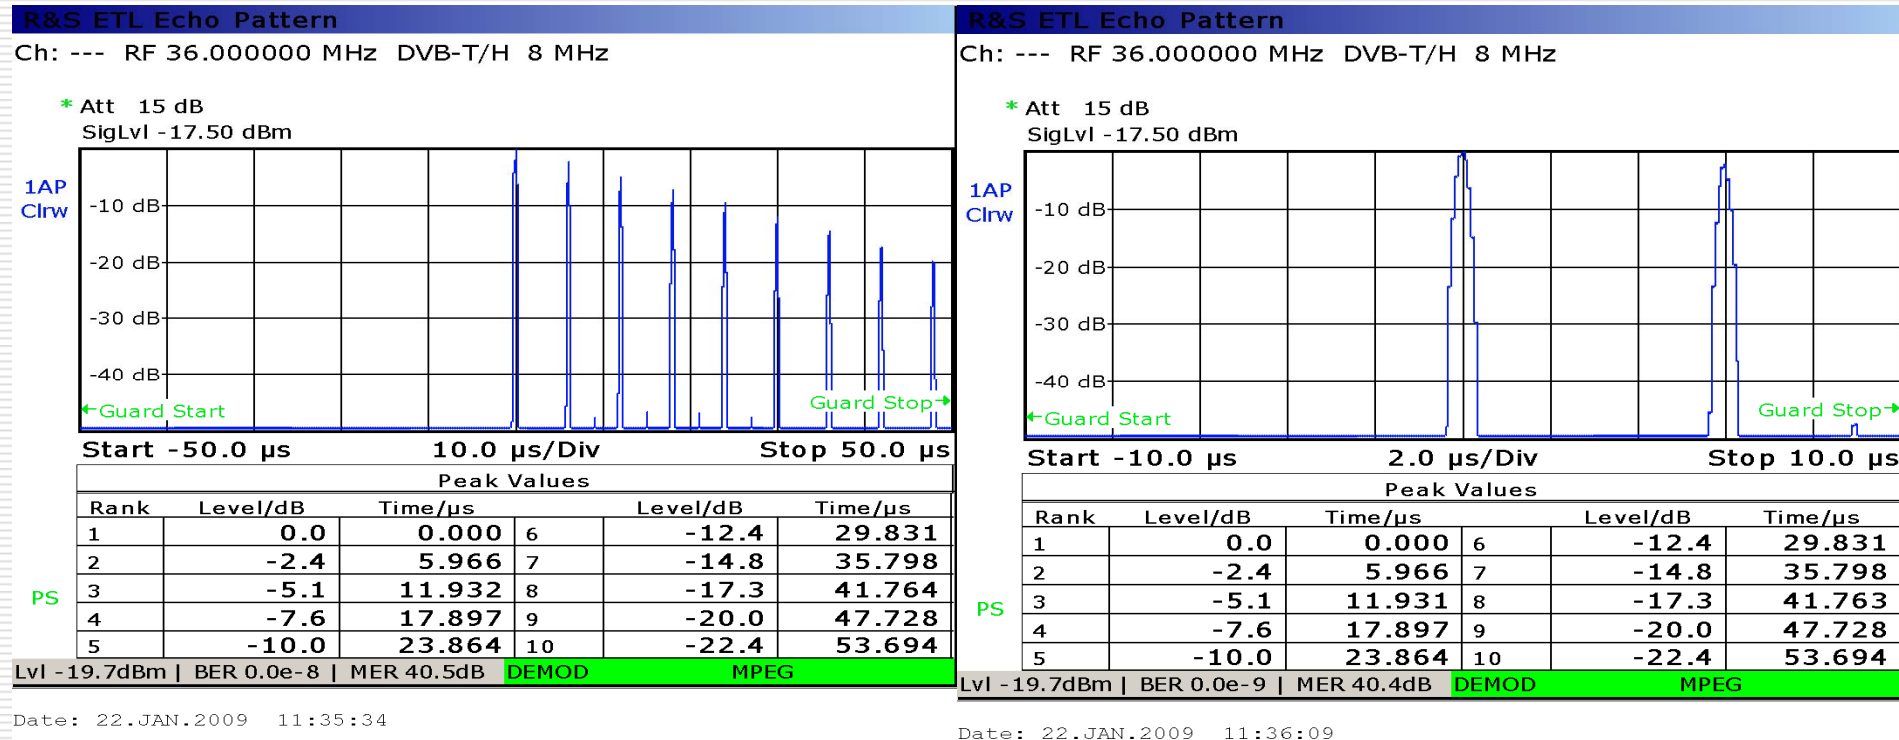 R&S ETL Echo Pattern
Ch: --- RF 36.000000 MHz DVB-T/H 8 MHz
* Att 15 dB
SigLvl -17.50 dBm
1AP
Clrw
-10 dB
-20 dB
-30 dB
-40 dB
←Guard Start
Guard Stop→
Start -50.0 µs 10.0 µs/Div Stop 50.0 µs
Peak Values
Rank Level/dB Time/µs Level/dB Time/µs
1 0.0 0.000 6 -12.4 29.831
2 -2.4 5.966 7 -14.8 35.798
PS
3 -5.1 11.932 8 -17.3 41.764
4 -7.6 17.897 9 -20.0 47.728
5 -10.0 23.864 10 -22.4 53.694
Lvl -19.7dBm | BER 0.0e-8 | MER 40.5dB DEMOD MPEG
Date: 22.JAN.2009 11:35:34
R&S ETL Echo Pattern
Ch: --- RF 36.000000 MHz DVB-T/H 8 MHz
* Att 15 dB
SigLvl -17.50 dBm
1AP
Clrw
-10 dB
-20 dB
-30 dB
-40 dB
←Guard Start
Guard Stop→
Start -10.0 µs 2.0 µs/Div Stop 10.0 µs
Peak Values
Rank Level/dB Time/µs Level/dB Time/µs
1 0.0 0.000 6 -12.4 29.831
2 -2.4 5.966 7 -14.8 35.798
PS
3 -5.1 11.931 8 -17.3 41.763
4 -7.6 17.897 9 -20.0 47.728
5 -10.0 23.864 10 -22.4 53.694
Lvl -19.7dBm | BER 0.0e-9 | MER 40.4dB DEMOD MPEG
Date: 22.JAN.2009 11:36:09